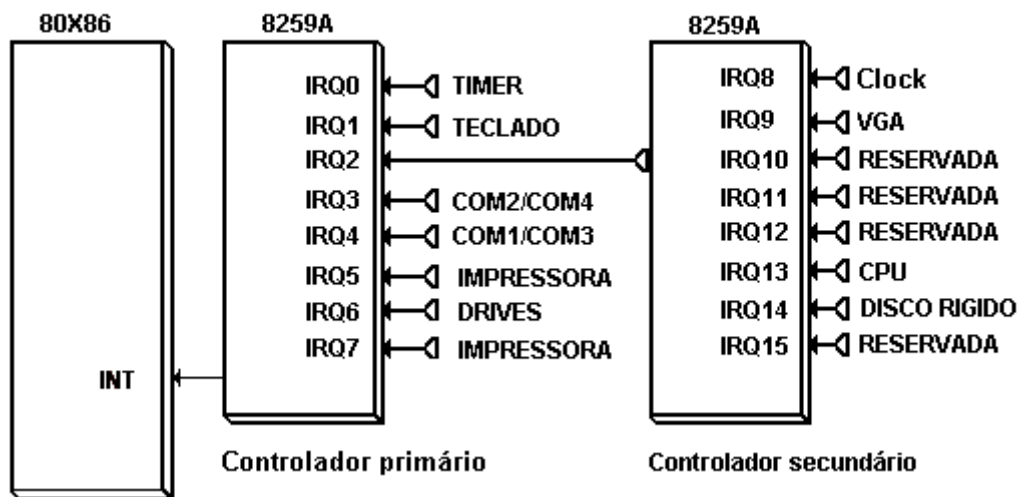 80X86
8259A
8259A
IRQ0 TIMER
IRQ1 TECLADO
IRQ2
IRQ3 COM2/COM4
IRQ4 COM1/COM3
IRQ5 IMPRESSORA
IRQ6 DRIVES
IRQ7 IMPRESSORA
INT
Controlador primário
IRQ8 Clock
IRQ9 VGA
IRQ10 RESERVADA
IRQ11 RESERVADA
IRQ12 RESERVADA
IRQ13 CPU
IRQ14 DISCO RIGIDO
IRQ15 RESERVADA
Controlador secundário